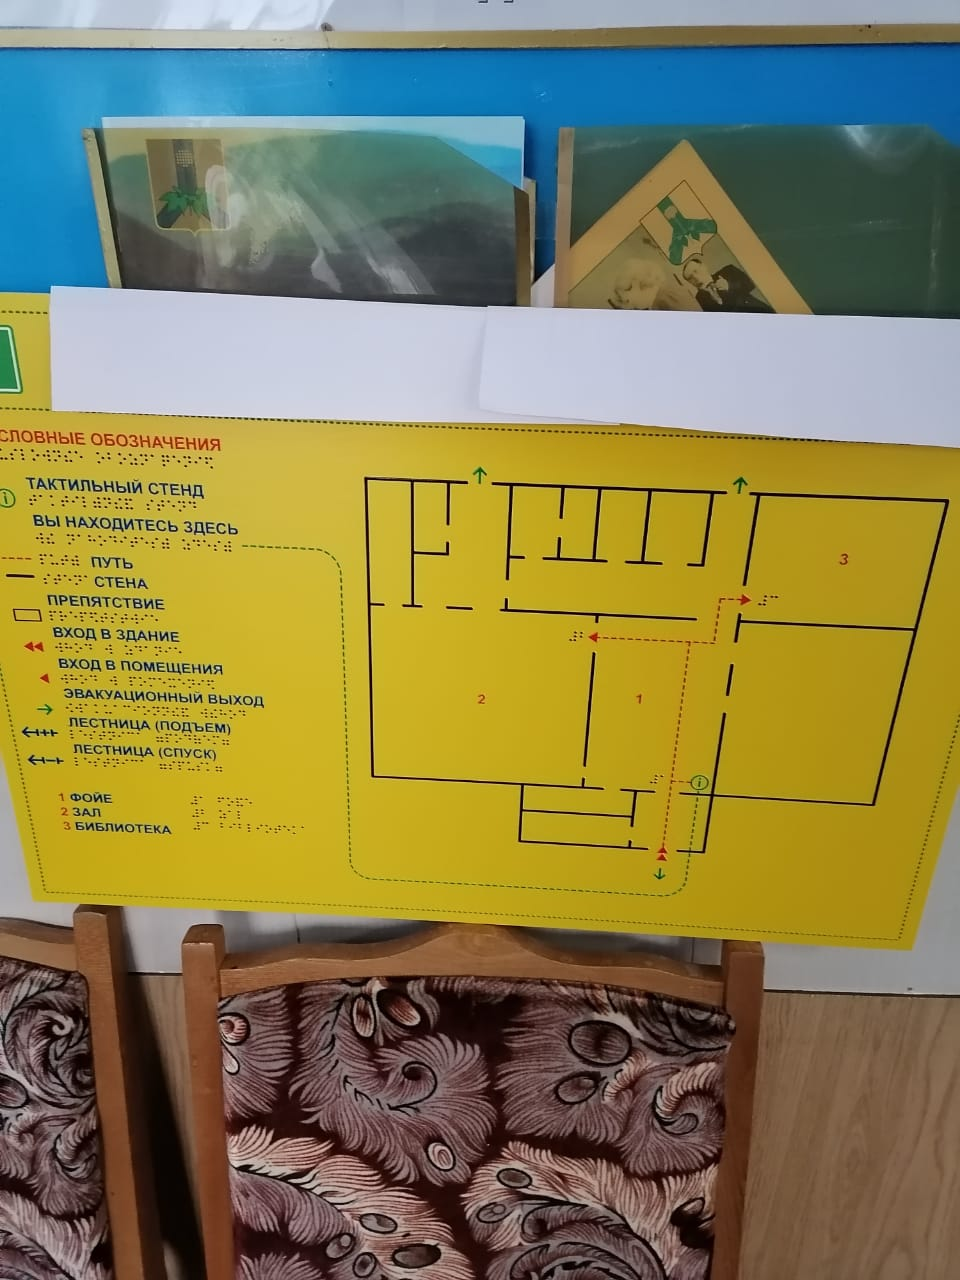 СЛОВНЫЕ ОБОЗНАЧЕНИЯ
ТАКТИЛЬНЫЙ СТЕНД
ВЫ НАХОДИТЕСЬ ЗДЕСЬ
ПУТЬ
СТЕНА
ПРЕПЯТСТВИЕ
ВХОД В ЗДАНИЕ
ВХОД В ПОМЕЩЕНИЯ
ЭВАКУАЦИОННЫЙ ВЫХОД
ЛЕСТНИЦА (ПОДЪЕМ)
ЛЕСТНИЦА (СПУСК)
1 ФОЙЕ
2 ЗАЛ
3 БИБЛИОТЕКА
3
2
1
i